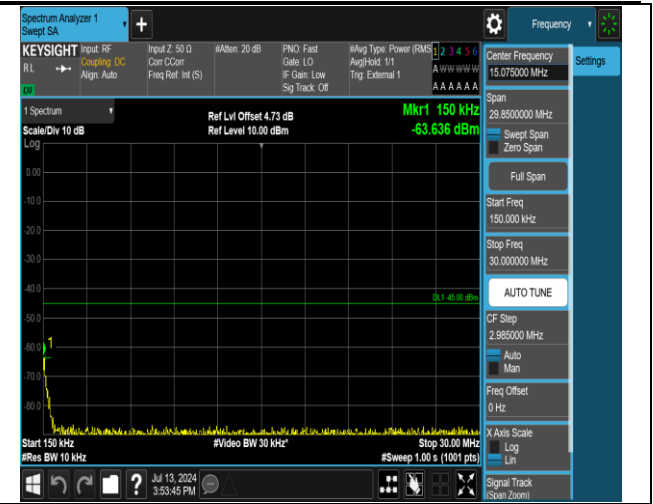 Spectrum Analyzer 1
Swept SA
+
Frequency
KEYSIGHT
RL
LXI
Input: RF
Coupling: DC
Align: Auto
Input Z: 50 Ω
Corr CCorr
Freq Ref: Int (S)
#Atten: 20 dB
PNO: Fast
Gate: LO
IF Gain: Low
Sig Track: Off
#Avg Type: Power (RMS
Avg|Hold: 1/1
Trig: External 1
1 2 3 4 5 6
A W W W W W
A A A A A A
1 Spectrum
Scale/Div 10 dB
Log
Ref Lvl Offset 4.73 dB
Ref Level 10.00 dBm
Mkr1 150 kHz
-63.636 dBm
0.00
-10.0
-20.0
-30.0
-40.0
-50.0
-60.0
-70.0
-80.0
DL1 -45.00 dBm
1
Start 150 kHz
#Res BW 10 kHz
#Video BW 30 kHz*
Stop 30.00 MHz
#Sweep 1.00 s (1001 pts)
Jul 13, 2024
3:53:45 PM
?
Center Frequency
15.075000 MHz
Settings
Span
29.8500000 MHz
Swept Span
Zero Span
Full Span
Start Freq
150.000 kHz
Stop Freq
30.000000 MHz
AUTO TUNE
CF Step
2.985000 MHz
Auto
Man
Freq Offset
0 Hz
X Axis Scale
Log
Lin
Signal Track
(Span Zoom)